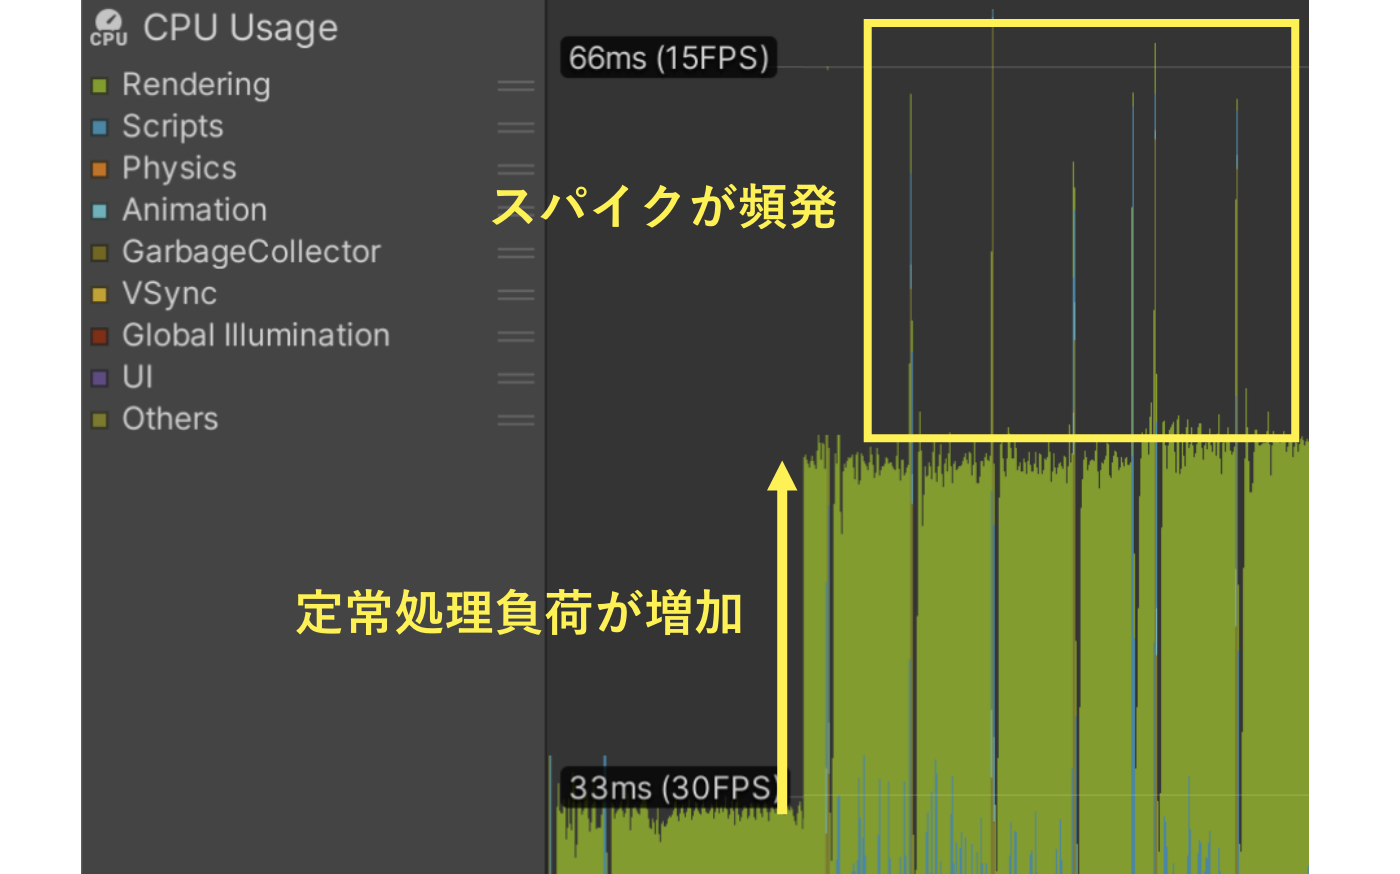 CPU
CPU Usage
Rendering
Scripts
Physics
Animation
GarbageCollector
VSync
Global Illumination
UI
Others
66ms (15FPS)
スパイクが頻発
定常処理負荷が増加
33ms (30FPS)